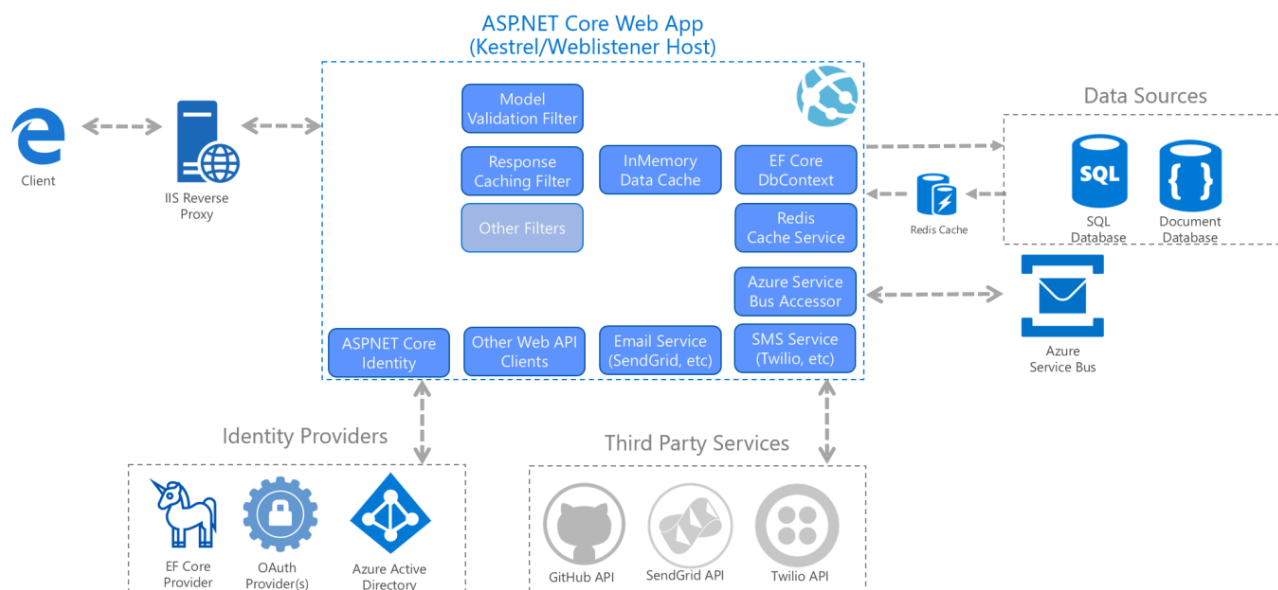 ASP.NET Core Web App
(Kestrel/Weblistener Host)
Client
IIS Reverse
Proxy
Model
Validation Filter
Response
Caching Filter
Other Filters
InMemory
Data Cache
EF Core
DbContext
Redis
Cache Service
Azure Service
Bus Accessor
ASPNET Core
Identity
Other Web API
Clients
Email Service
(SendGrid, etc)
SMS Service
(Twilio, etc)
Redis Cache
Data Sources
SQL
SQL
Database
{ }
Document
Database
Azure
Service Bus
Identity Providers
EF Core
Provider
OAuth
Provider(s)
Azure Active
Directory
Third Party Services
GitHub API
SendGrid API
Twilio API